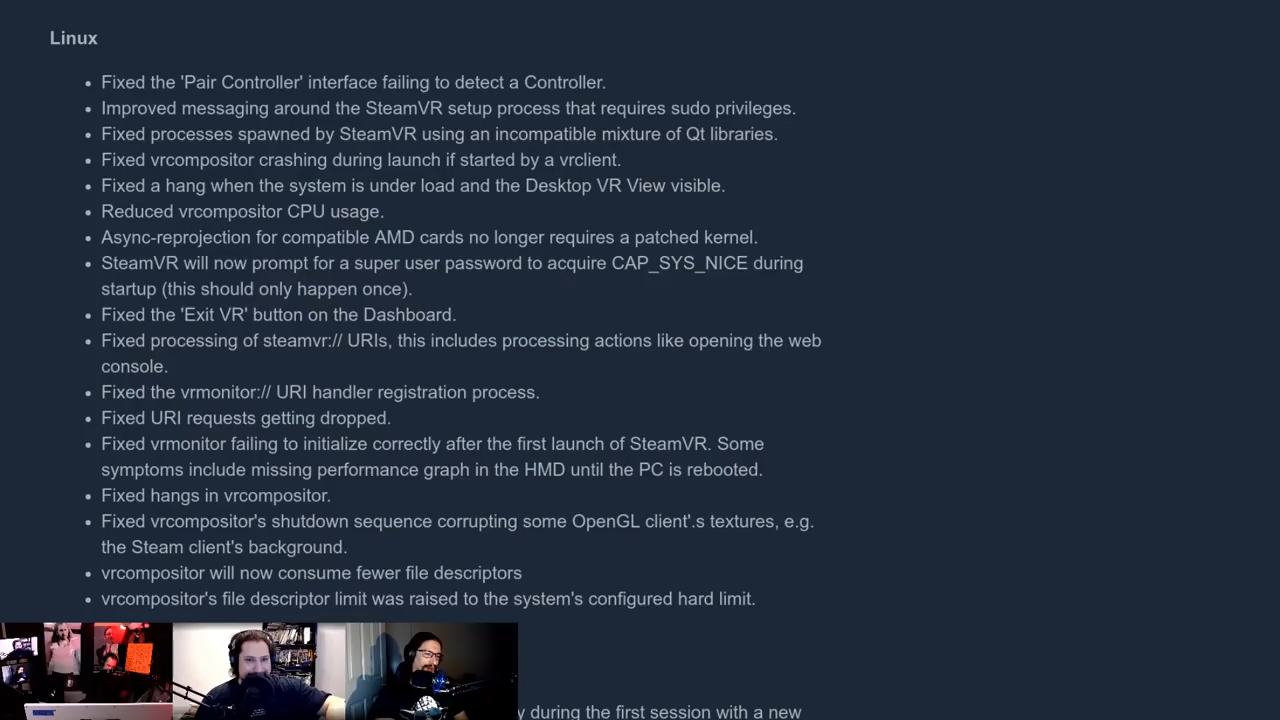 Linux
Fixed the 'Pair Controller' interface failing to detect a Controller.
Improved messaging around the SteamVR setup process that requires sudo privileges.
Fixed processes spawned by SteamVR using an incompatible mixture of Qt libraries.
Fixed vrcompositor crashing during launch if started by a vrclient.
Fixed a hang when the system is under load and the Desktop VR View visible.
Reduced vrcompositor CPU usage.
Async-reprojection for compatible AMD cards no longer requires a patched kernel.
SteamVR will now prompt for a super user password to acquire CAP_SYS_NICE during
startup (this should only happen once).
Fixed the 'Exit VR' button on the Dashboard.
Fixed processing of steamvr:// URIs, this includes processing actions like opening the web
console.
Fixed the vrmonitor:// URI handler registration process.
Fixed URI requests getting dropped.
Fixed vrmonitor failing to initialize correctly after the first launch of SteamVR. Some
symptoms include missing performance graph in the HMD until the PC is rebooted.
Fixed hangs in vrcompositor.
Fixed vrcompositor's shutdown sequence corrupting some OpenGL client'.s textures, e.g.
the Steam client's background.
vrcompositor will now consume fewer file descriptors
vrcompositor's file descriptor limit was raised to the system's configured hard limit.
y during the first session with a new